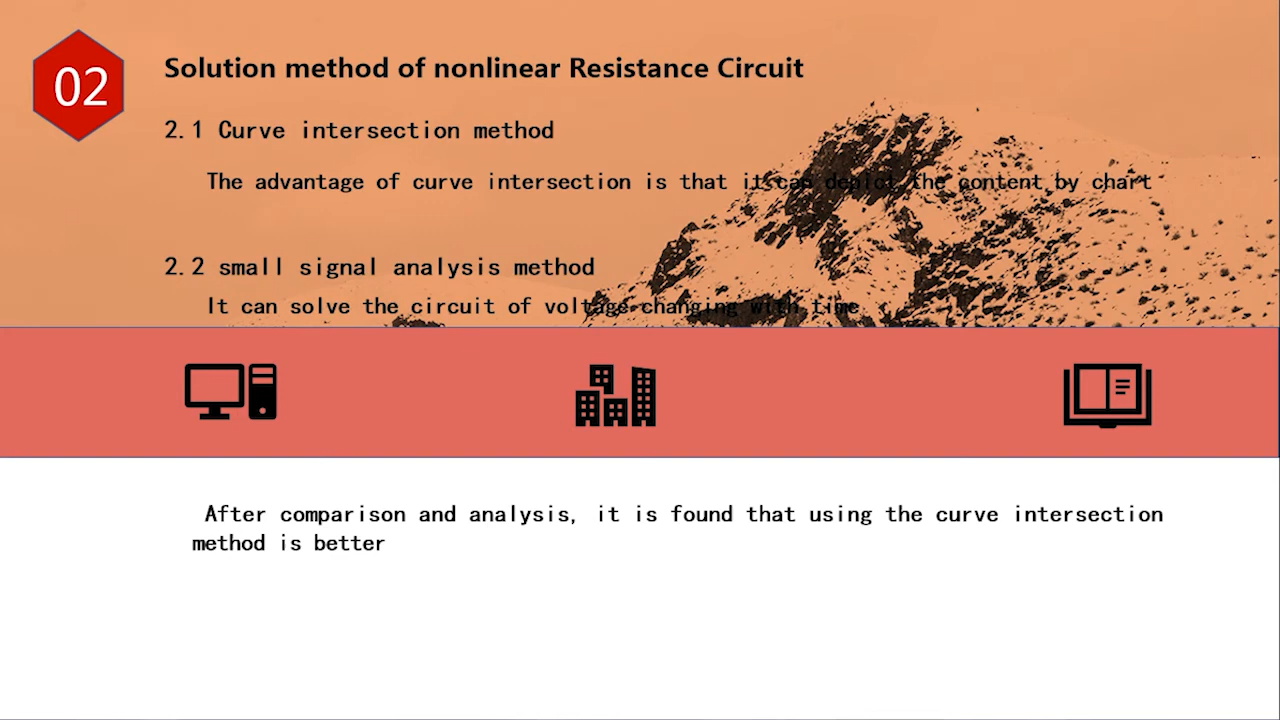 02
Solution method of nonlinear Resistance Circuit
2.1 Curve intersection method
The advantage of curve intersection is that it can depict the content by chart
2.2 small signal analysis method
It can solve the circuit of voltage changing with time
After comparison and analysis, it is found that using the curve intersection
method is better